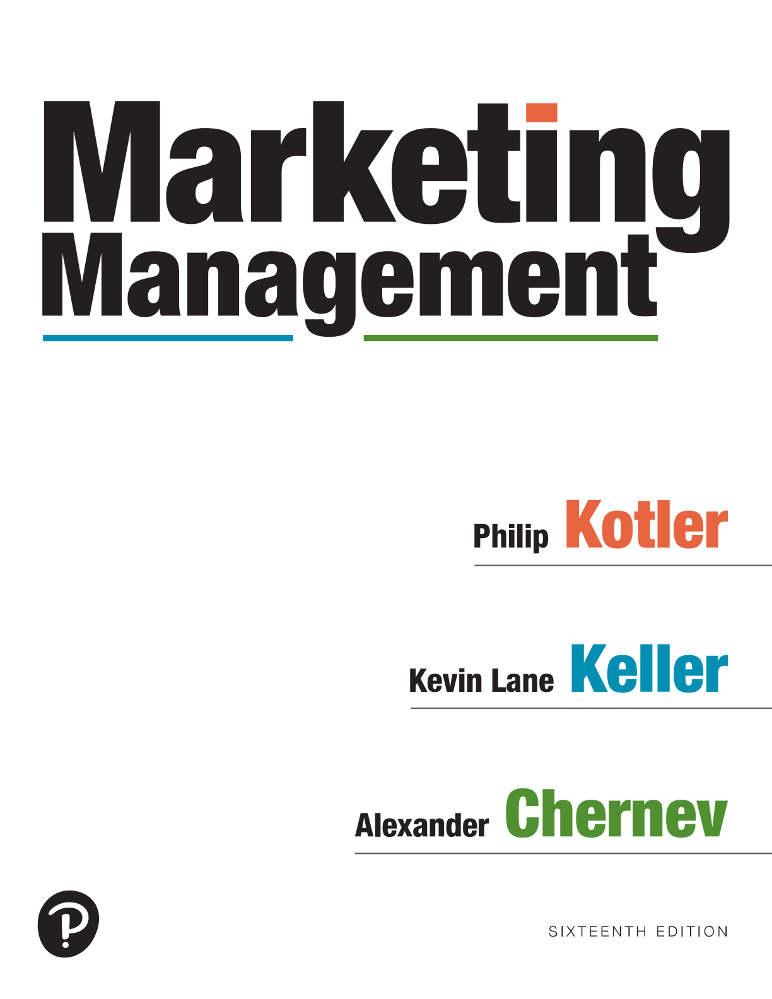 Marketing
Management
Philip Kotler
Kevin Lane Keller
Alexander Chernev
SIXTEENTH EDITION